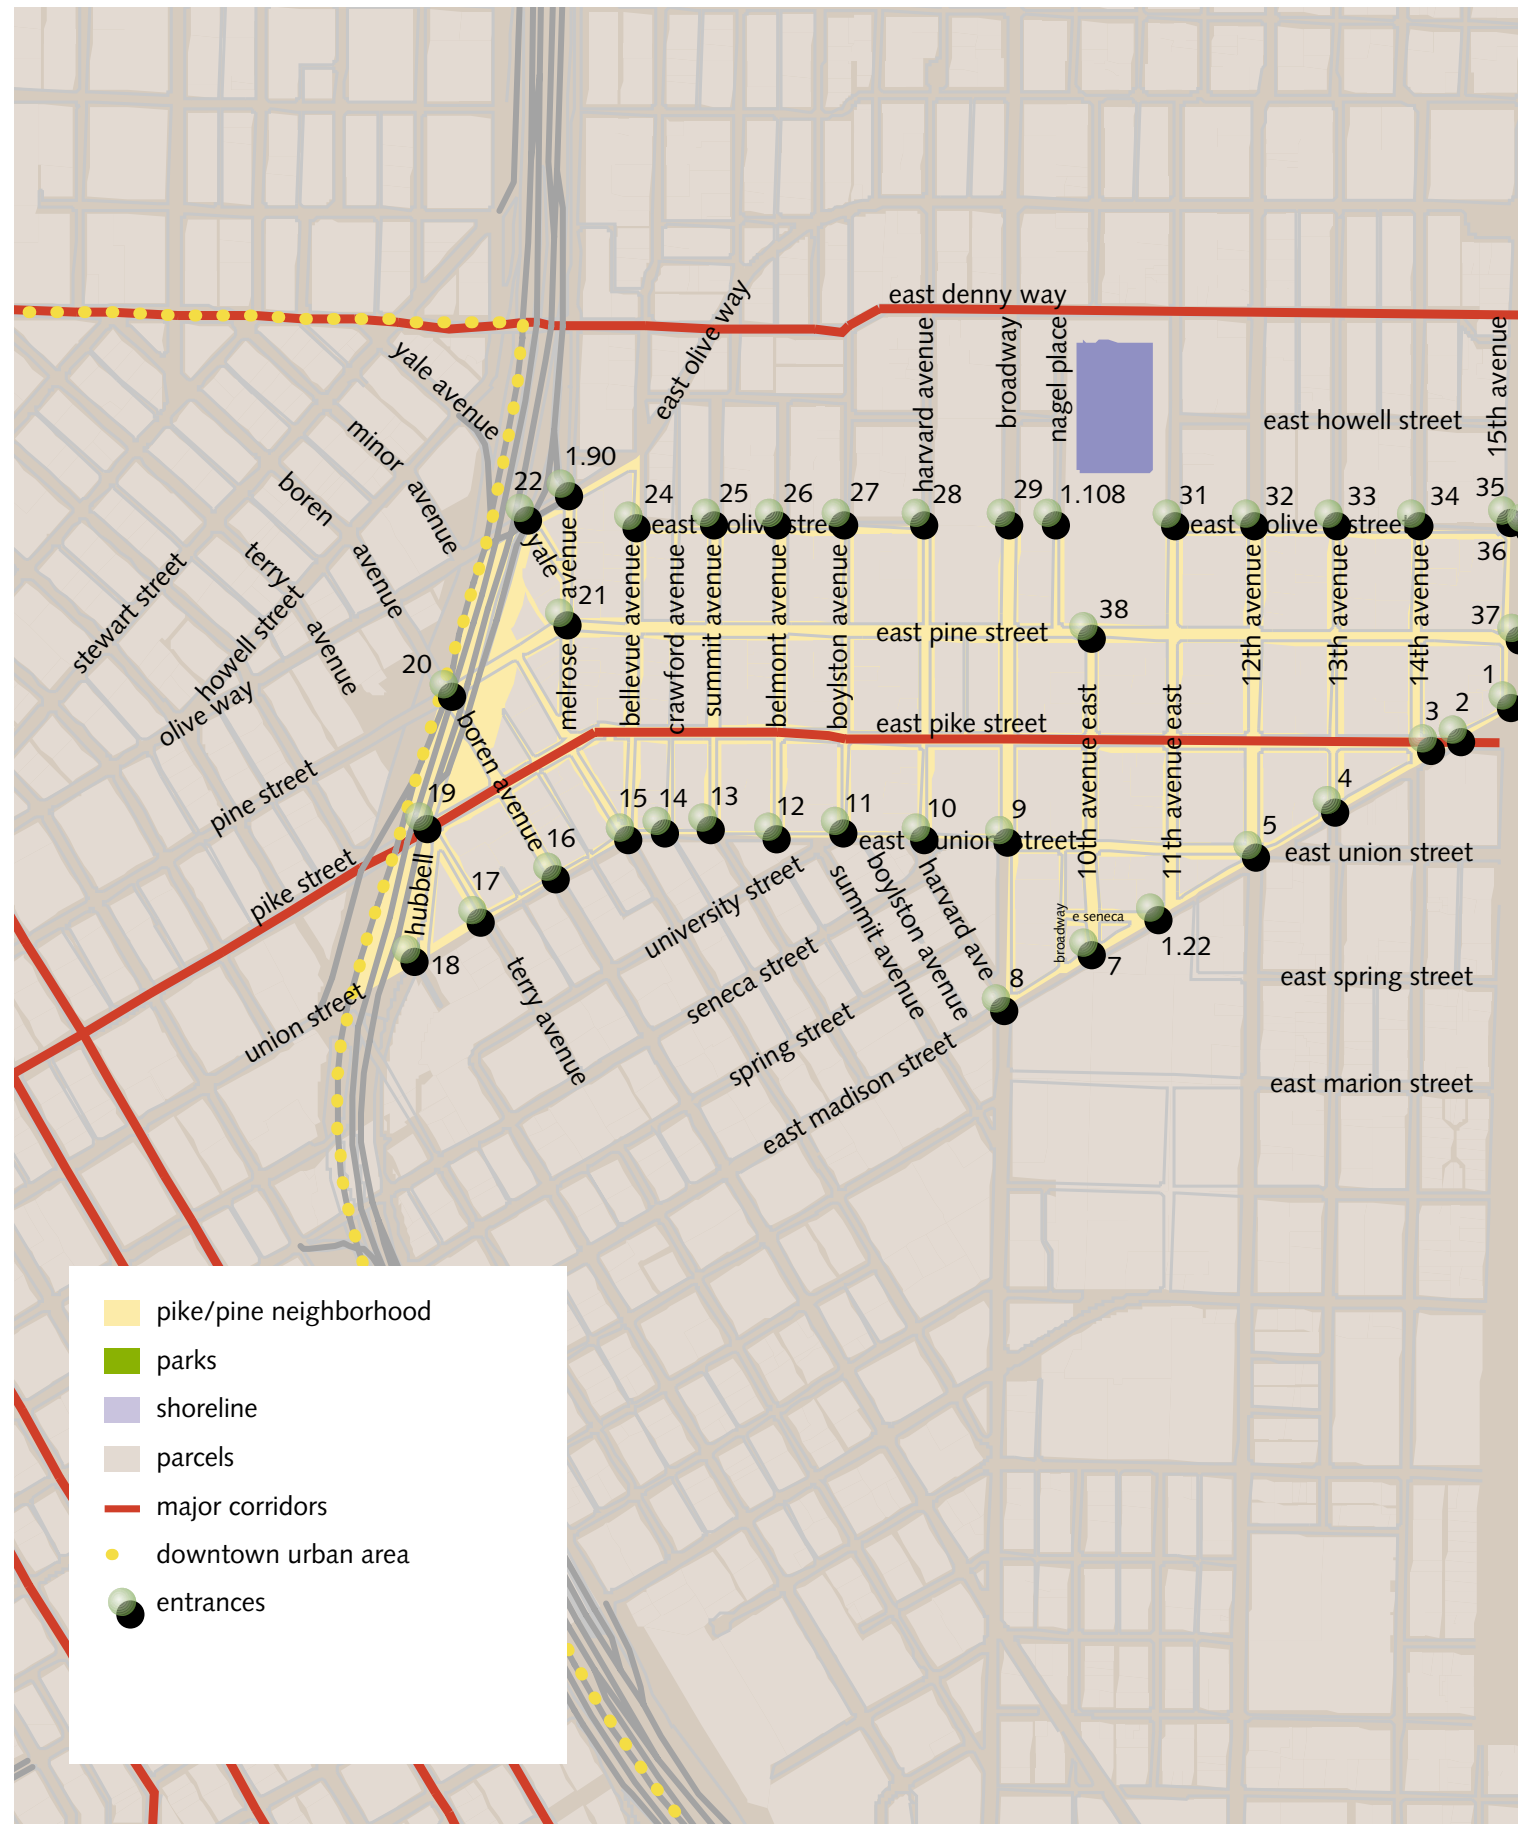 east denny way
yale avenue
east olive way
harvard avenue
broadway
nagel place
15th avenue
minor
avenue
east howell street
boren
avenue
1.90
22
24
25
26
27
28
29
1.108
31
32
33
34
35
east olive street
east olive street
36
stewart street
terry
avenue
howell street
olive way
yale
avenue
melrose
21
bellevue avenue
crawford avenue
summit avenue
belmont avenue
boylston avenue
east pine street
38
12th avenue
13th avenue
14th avenue
37
20
boren avenue
east pike street
10th avenue east
11th avenue east
1
2
3
pine street
19
4
15
14
13
12
11
10
9
5
16
east union street
east union street
pike street
hubbell
17
18
university street
summit avenue
boylston avenue
harvard ave
broadway
e seneca
1.22
7
8
union street
terry avenue
seneca street
spring street
east madison street
east spring street
east marion street
pike/pine neighborhood
parks
shoreline
parcels
major corridors
downtown urban area
entrances